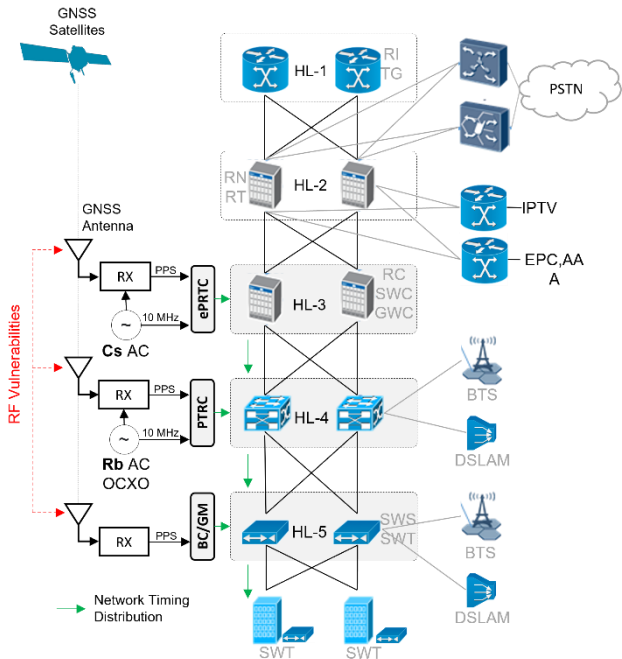 GNSS
Satellites
HL-1
RI
TG
PSTN
RN
RT
HL-2
IPTV
GNSS
Antenna
EPC,AA
A
RX
PPS
ePRTC
HL-3
RC
SWC
GWC
~
10 MHz
Cs AC
RF Vulnerabilities
RX
PPS
PTRC
HL-4
BTS
~
10 MHz
Rb AC
OCXO
DSLAM
RX
PPS
BC/GM
HL-5
SWS
SWT
BTS
DSLAM
Network Timing
Distribution
SWT
SWT